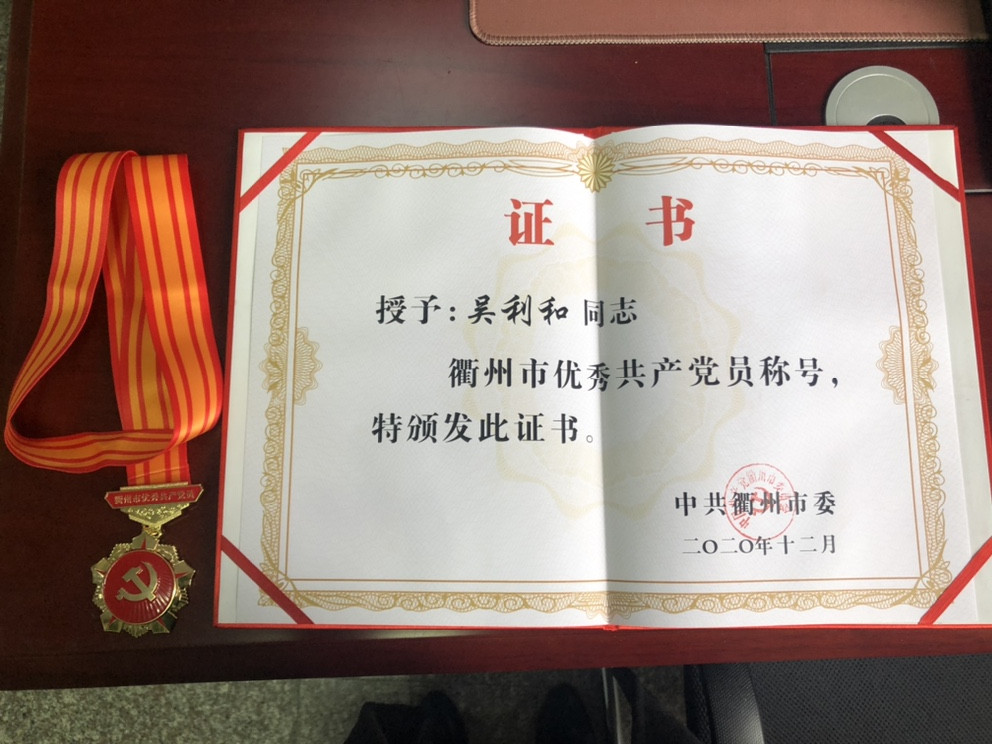 证书
授予:吴利和同志
衢州市优秀共产党员称号,
特颁发此证书。
中共衢州市委
二〇二〇年十二月
衢州市优秀共产党员